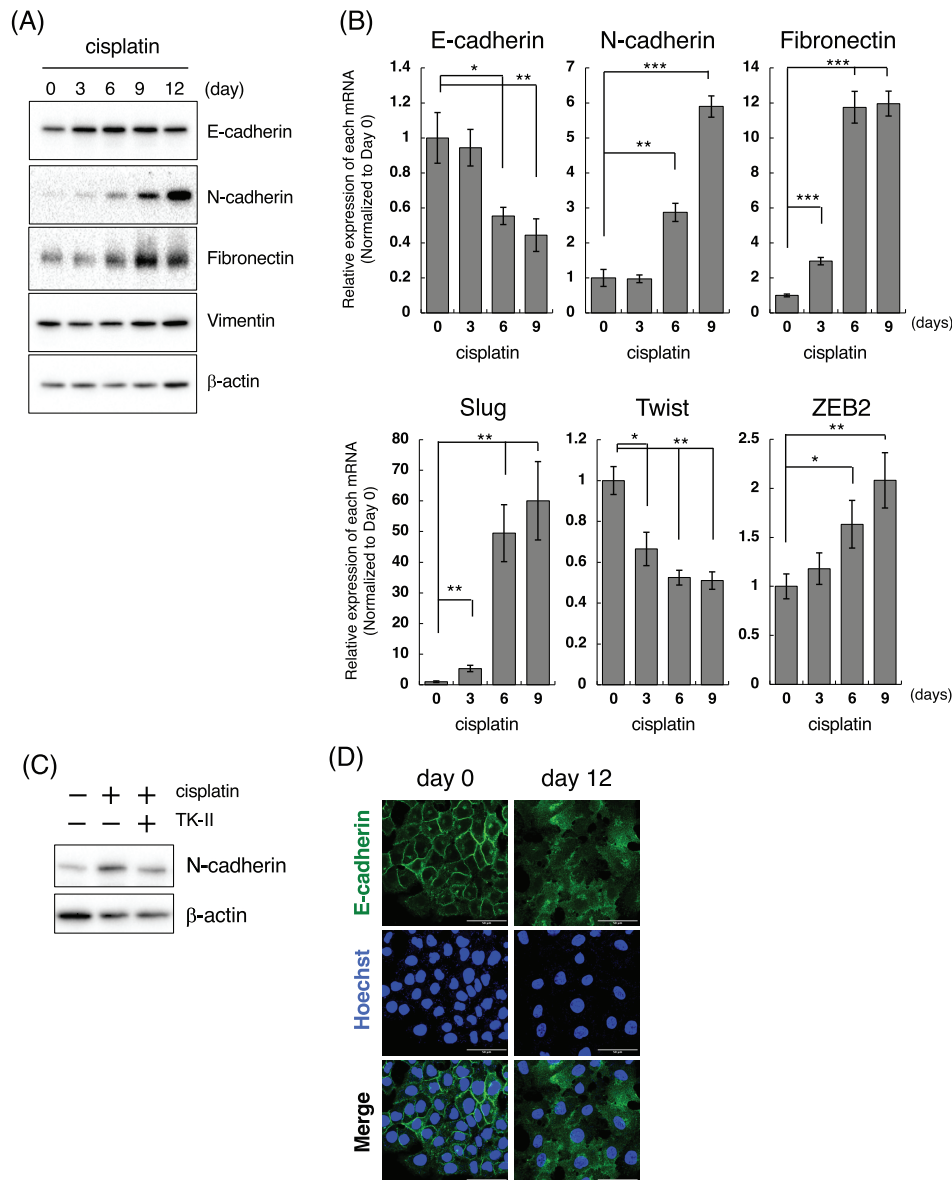 (A)
cisplatin
0 3 6 9 12 (day)
E-cadherin
N-cadherin
Fibronectin
Vimentin
β-actin
(B)
E-cadherin
Relative expression of each mRNA
(Normalized to Day 0)
1.4
1.2
1
0.8
0.6
0.4
0.2
0
*
**
0 3 6 9
cisplatin
N-cadherin
7
6
5
4
3
2
1
0
***
**
0 3 6 9
cisplatin
Fibronectin
14
12
10
8
6
4
2
0
***
***
0 3 6 9 (days)
cisplatin
Slug
Relative expression of each mRNA
(Normalized to Day 0)
80
70
60
50
40
30
20
10
0
**
**
0 3 6 9
cisplatin
Twist
1.2
1
0.8
0.6
0.4
0.2
0
*
**
0 3 6 9
cisplatin
ZEB2
2.5
2
1.5
1
0.5
0
**
*
0 3 6 9 (days)
cisplatin
(C)
− + + cisplatin
− − + TK-II
N-cadherin
β-actin
(D)
day 0 day 12
E-cadherin
Hoechst
Merge